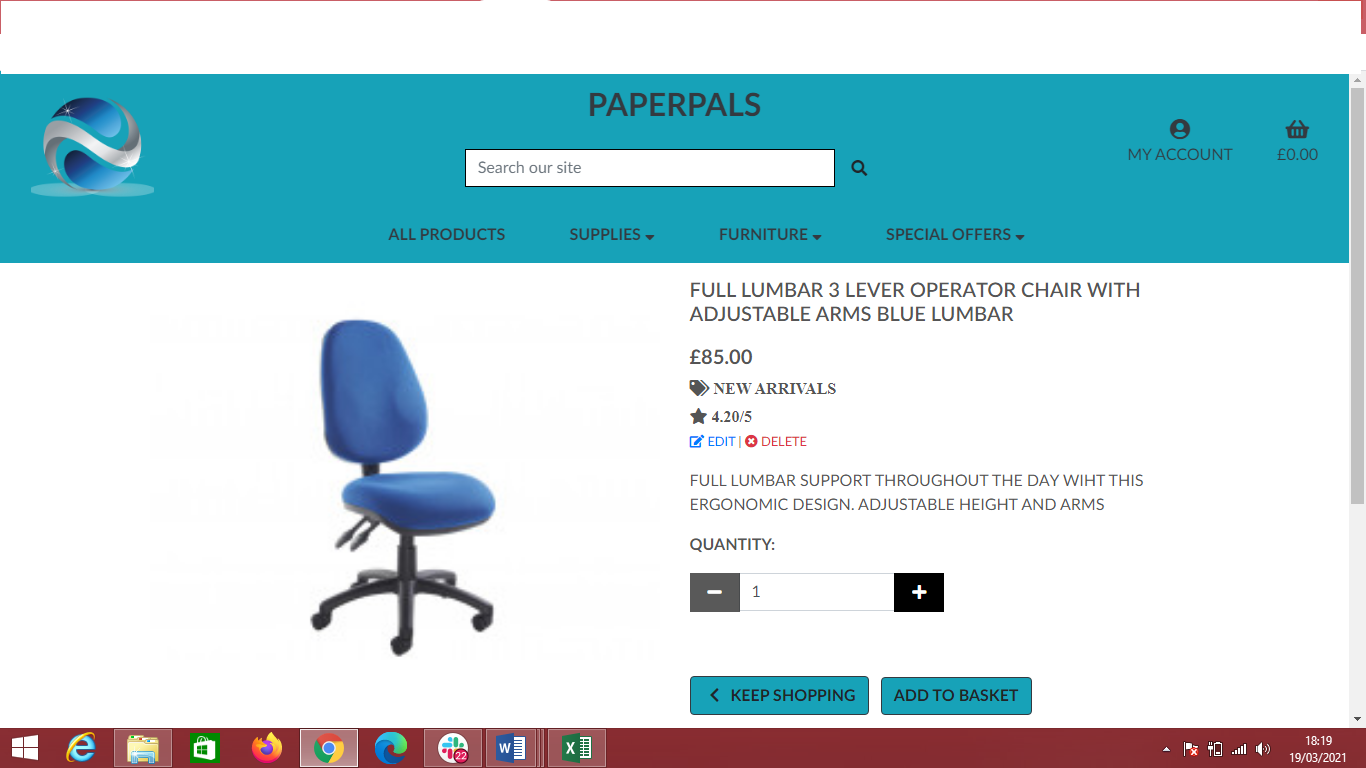 PAPERPALS
Search our site
MY ACCOUNT
£0.00
ALL PRODUCTS
SUPPLIES
FURNITURE
SPECIAL OFFERS
FULL LUMBAR 3 LEVER OPERATOR CHAIR WITH
ADJUSTABLE ARMS BLUE LUMBAR
£85.00
NEW ARRIVALS
4.20/5
EDIT | DELETE
FULL LUMBAR SUPPORT THROUGHOUT THE DAY WIHT THIS
ERGONOMIC DESIGN. ADJUSTABLE HEIGHT AND ARMS
QUANTITY:
1
KEEP SHOPPING
ADD TO BASKET
22
18:19
19/03/2021